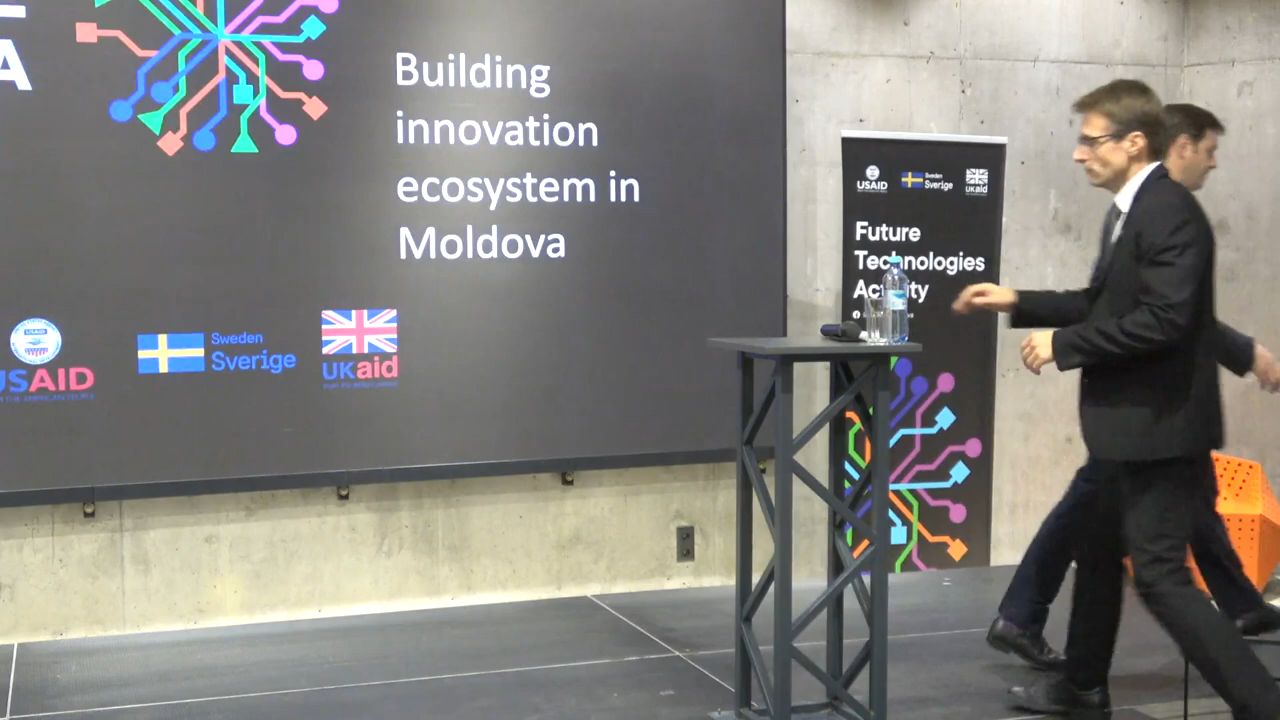 A
Building
innovation
ecosystem in
Moldova
USAID
Sweden
Sverige
UKaid
USAID
Sweden
Sverige
UKaid
Future
Technologies
Activity